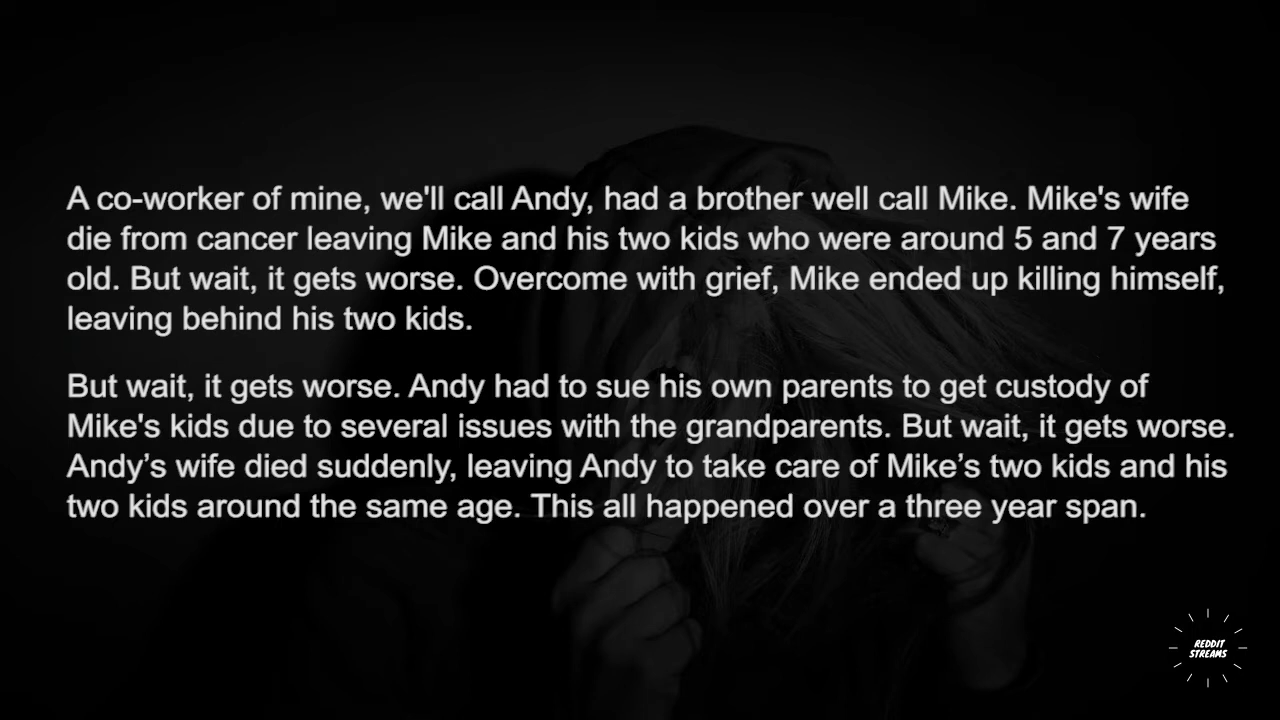 A co-worker of mine, we'll call Andy, had a brother well call Mike. Mike's wife
die from cancer leaving Mike and his two kids who were around 5 and 7 years
old. But wait, it gets worse. Overcome with grief, Mike ended up killing himself,
leaving behind his two kids.
But wait, it gets worse. Andy had to sue his own parents to get custody of
Mike's kids due to several issues with the grandparents. But wait, it gets worse.
Andy’s wife died suddenly, leaving Andy to take care of Mike’s two kids and his
two kids around the same age. This all happened over a three year span.
REDDIT
STREAMS